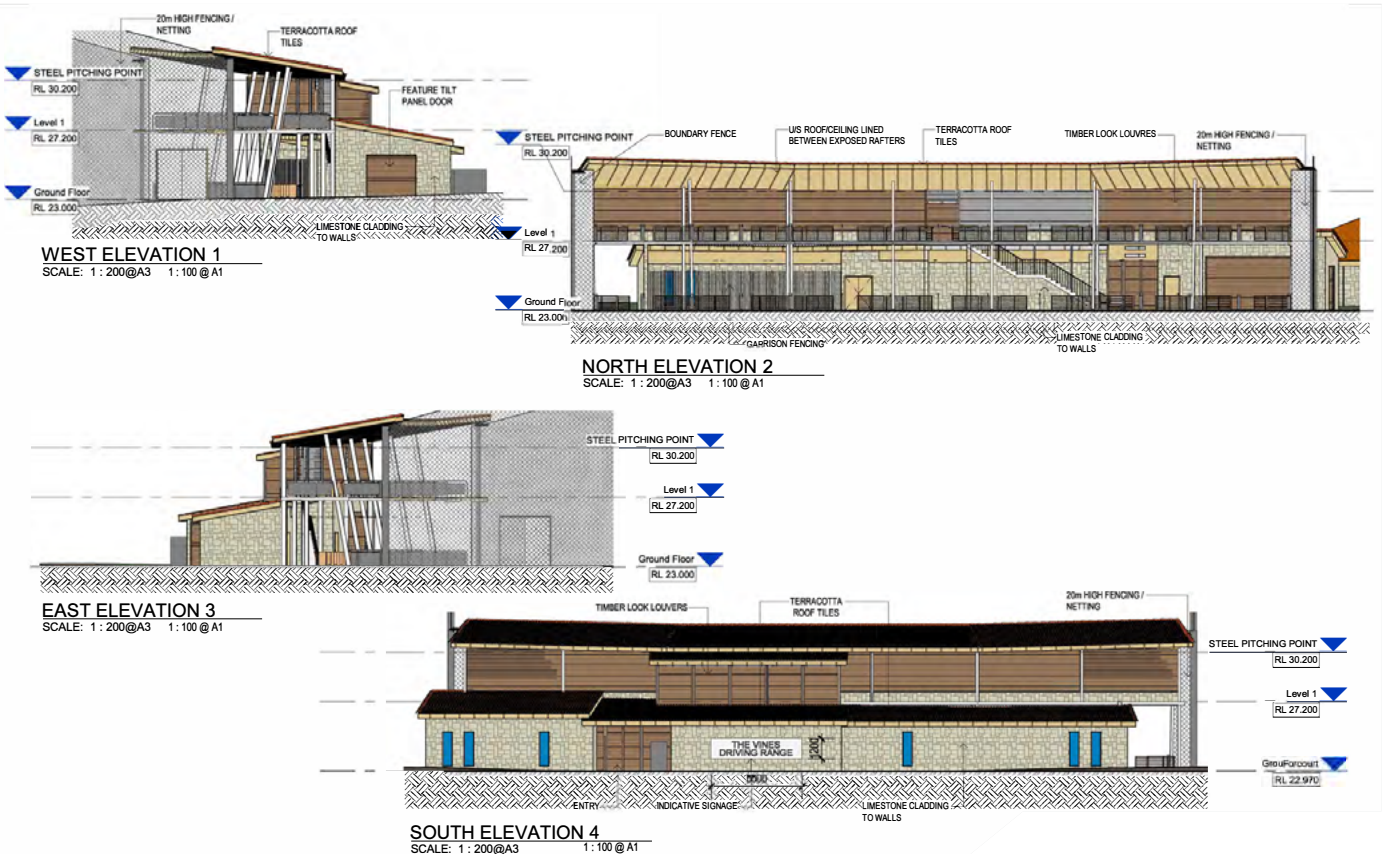 20m HIGH FENCING /
NETTING
TERRACOTTA ROOF
TILES
STEEL PITCHING POINT
RL 30.200
FEATURE TILT
PANEL DOOR
Level 1
RL 27.200
Ground Floor
RL 23.000
LIMESTONE CLADDING
TO WALLS
WEST ELEVATION 1
SCALE: 1 : 200@A3 1 : 100 @ A1
STEEL PITCHING POINT
RL 30.200
BOUNDARY FENCE
U/S ROOF/CEILING LINED
BETWEEN EXPOSED RAFTERS
TERRACOTTA ROOF
TILES
TIMBER LOOK LOUVRES
20m HIGH FENCING /
NETTING
Level 1
RL 27.200
Ground Floor
RL 23.00
GARRISON FENCING
LIMESTONE CLADDING
TO WALLS
NORTH ELEVATION 2
SCALE: 1 : 200@A3 1 : 100 @ A1
STEEL PITCHING POINT
RL 30.200
Level 1
RL 27.200
Ground Floor
RL 23.000
EAST ELEVATION 3
SCALE: 1 : 200@A3 1 : 100 @ A1
TIMBER LOOK LOUVERS
TERRACOTTA
ROOF TILES
20m HIGH FENCING /
NETTING
STEEL PITCHING POINT
RL 30.200
Level 1
RL 27.200
THE VINES
DRIVING RANGE
1200
GrouForcourt
RL 22.970
ENTRY
INDICATIVE SIGNAGE
LIMESTONE CLADDING
TO WALLS
SOUTH ELEVATION 4
SCALE: 1 : 200@A3 1 : 100 @ A1